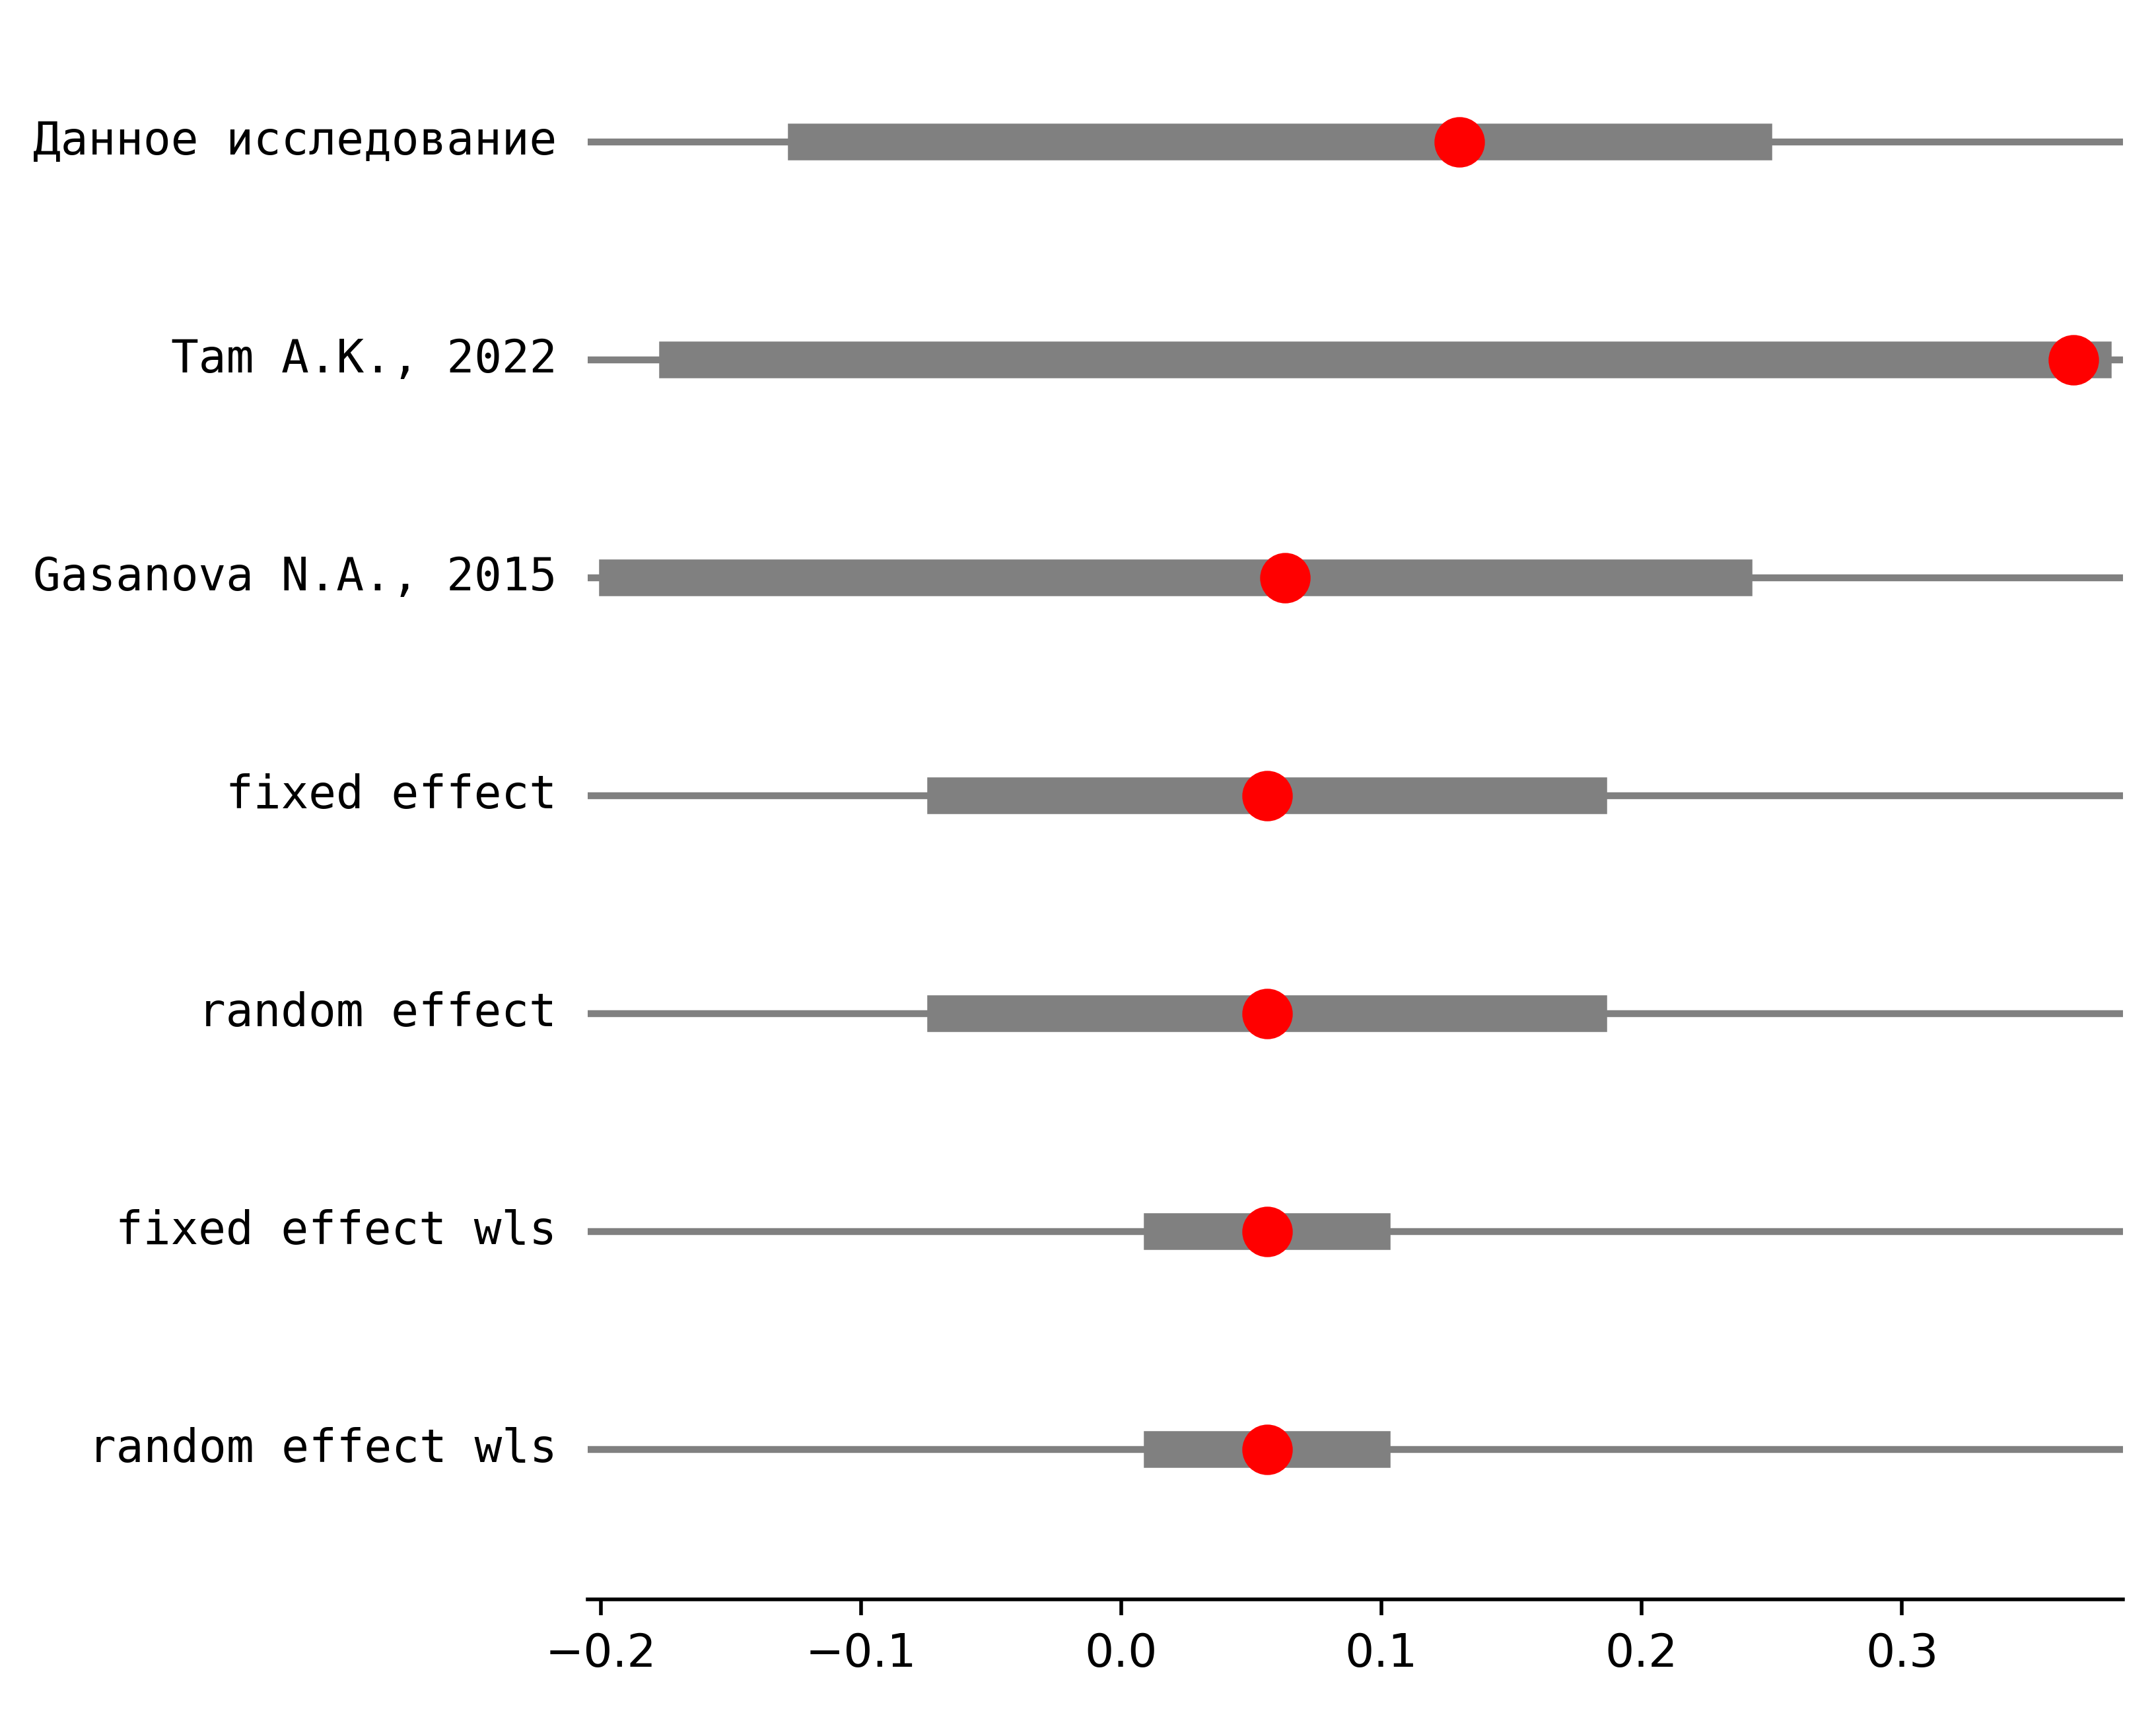 Данное исследование
Tam A.K., 2022
Gasanova N.A., 2015
fixed effect
random effect
fixed effect wls
random effect wls
−0.2 −0.1 0.0 0.1 0.2 0.3